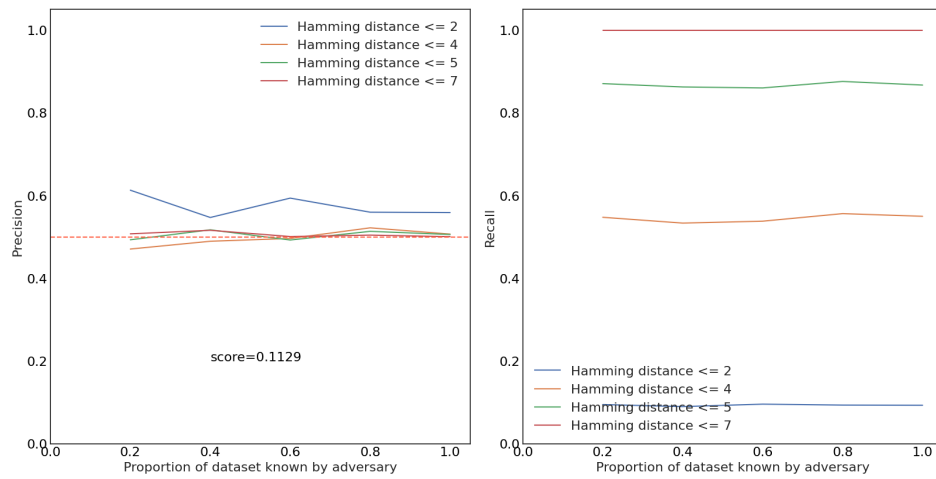 1.0
0.8
0.6
0.4
0.2
0.0
Precision
Hamming distance <= 2
Hamming distance <= 4
Hamming distance <= 5
Hamming distance <= 7
score=0.1129
0.0 0.2 0.4 0.6 0.8 1.0
Proportion of dataset known by adversary
1.0
0.8
0.6
0.4
0.2
0.0
Recall
Hamming distance <= 2
Hamming distance <= 4
Hamming distance <= 5
Hamming distance <= 7
0.0 0.2 0.4 0.6 0.8 1.0
Proportion of dataset known by adversary